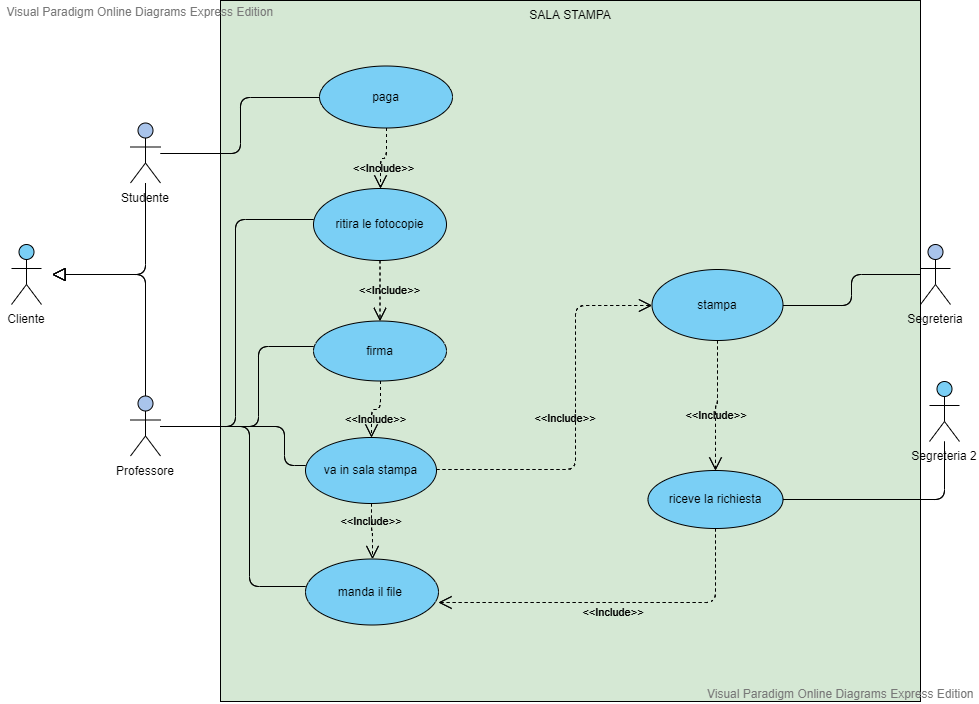 Visual Paradigm Online Diagrams Express Edition
SALA STAMPA
paga
<<Include>>
Studente
ritira le fotocopie
<<Include>>
Cliente
stampa
Segreteria
firma
<<Include>>
<<Include>>
<<Include>>
Professore
va in sala stampa
Segreteria 2
riceve la richiesta
<<Include>>
manda il file
<<Include>>
Visual Paradigm Online Diagrams Express Edition